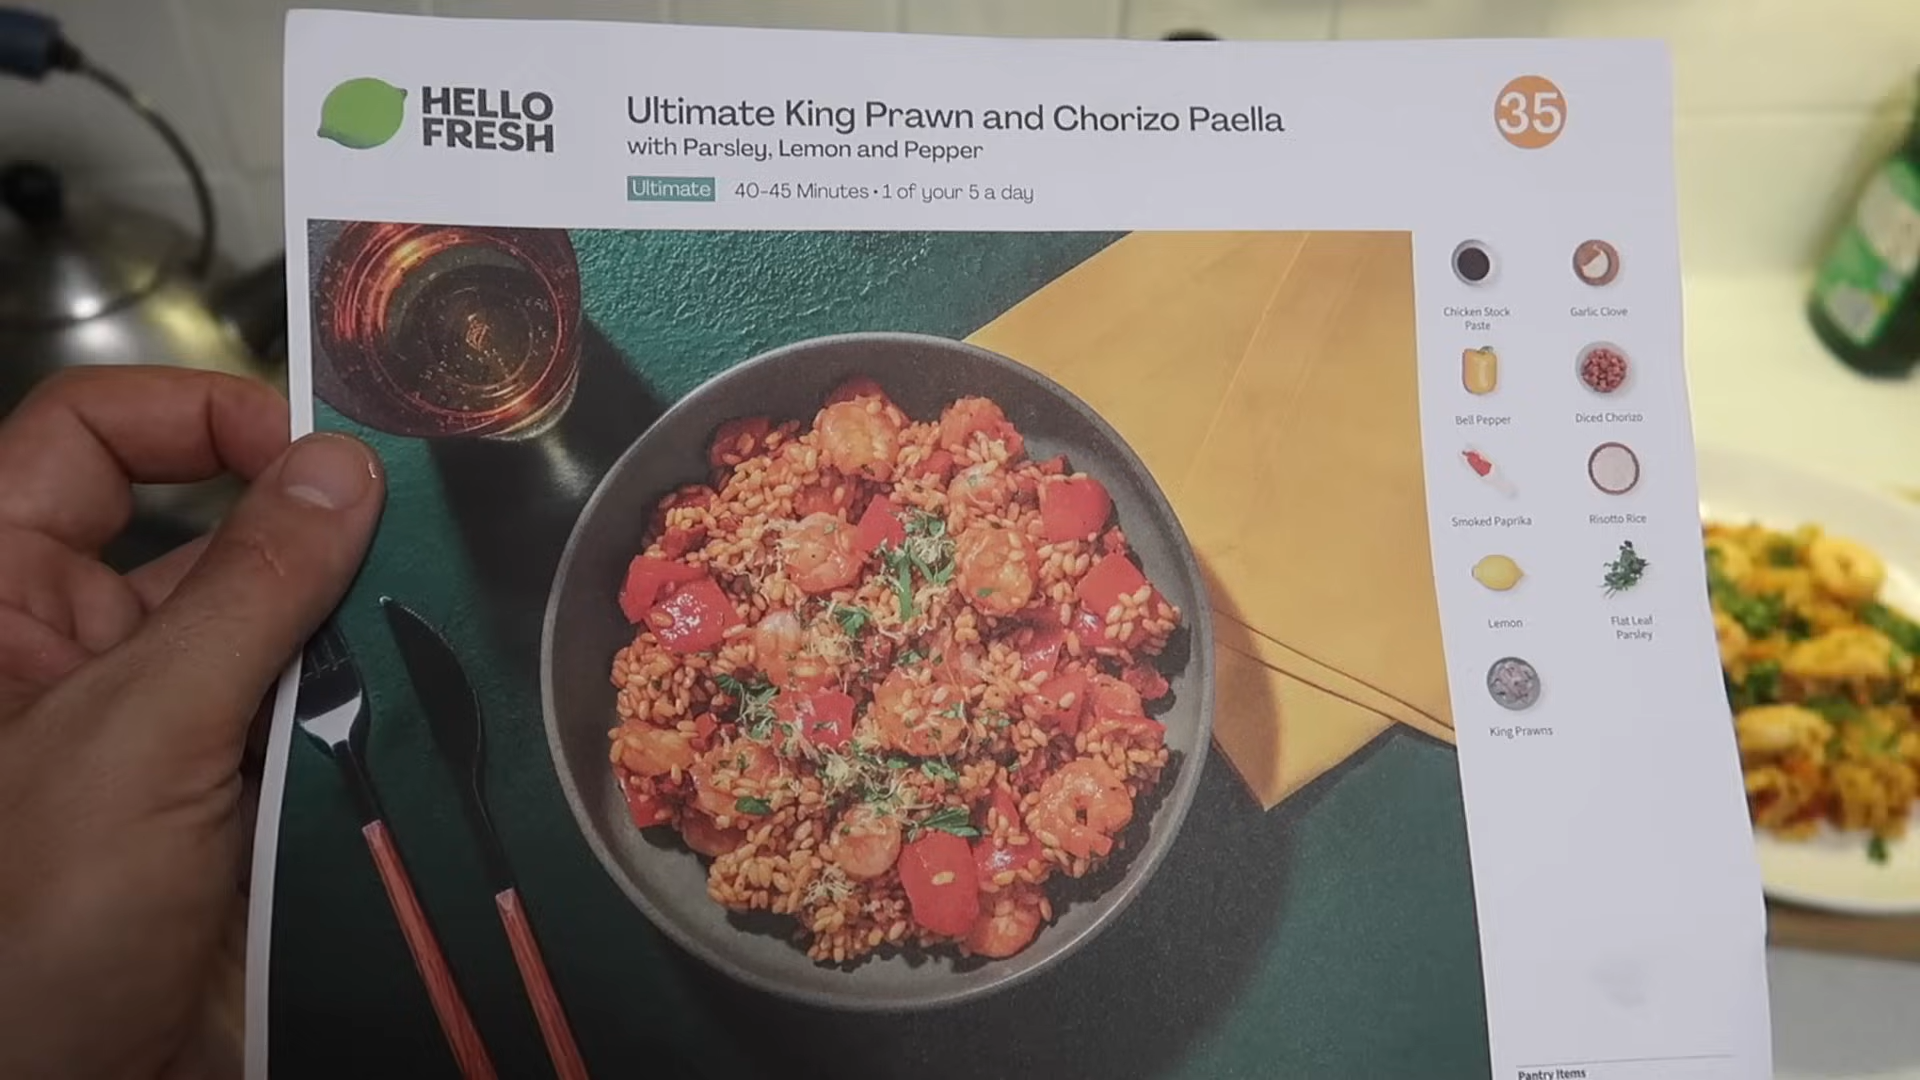 HELLO
FRESH
Ultimate King Prawn and Chorizo Paella
with Parsley, Lemon and Pepper
Ultimate 40-45 Minutes • 1 of your 5 a day
35
Chicken Stock
Paste
Garlic Clove
Bell Pepper
Diced Chorizo
Smoked Paprika
Risotto Rice
Lemon
Flat Leaf
Parsley
King Prawns
Pantry Items